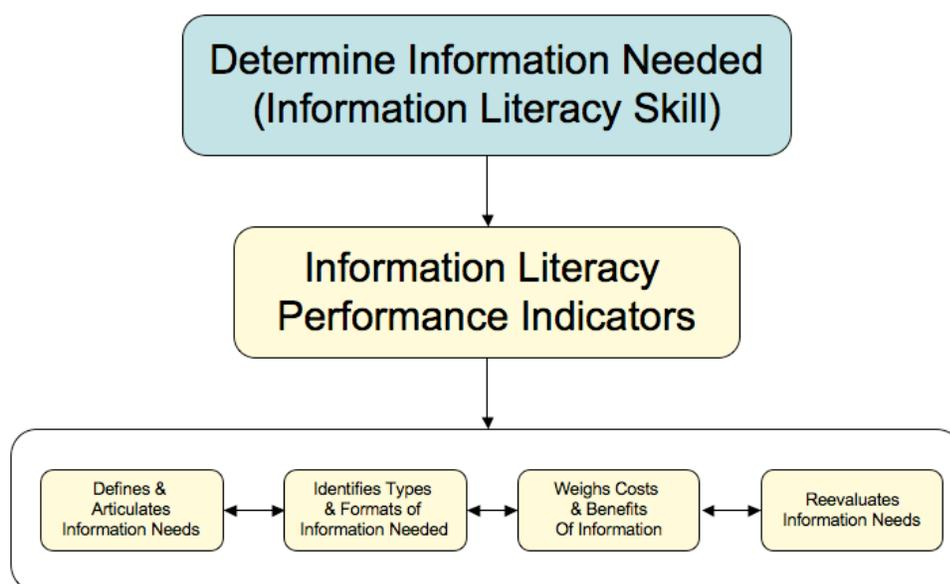 Determine Information Needed
(Information Literacy Skill)
Information Literacy
Performance Indicators
Defines &
Articulates
Information Needs
Identifies Types
& Formats of
Information Needed
Weighs Costs
& Benefits
Of Information
Reevaluates
Information Needs